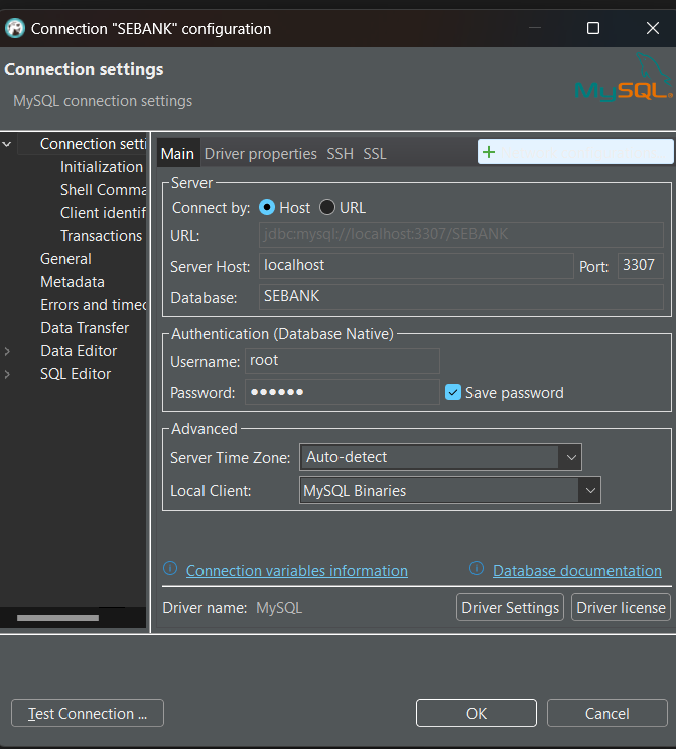 Connection "SEBANK" configuration
Connection settings
MySQL connection settings
MySQL®
Connection setti
Initialization
Shell Comma
Client identif
Transactions
General
Metadata
Errors and timeo
Data Transfer
Data Editor
SQL Editor
Main Driver properties SSH SSL
Server
Connect by: Host URL
URL: jdbc:mysql://localhost:3307/SEBANK
Server Host: localhost Port: 3307
Database: SEBANK
Authentication (Database Native)
Username: root
Password: •••••• Save password
Advanced
Server Time Zone: Auto-detect
Local Client: MySQL Binaries
Connection variables information Database documentation
Driver name: MySQL Driver Settings Driver license
Test Connection ... OK Cancel